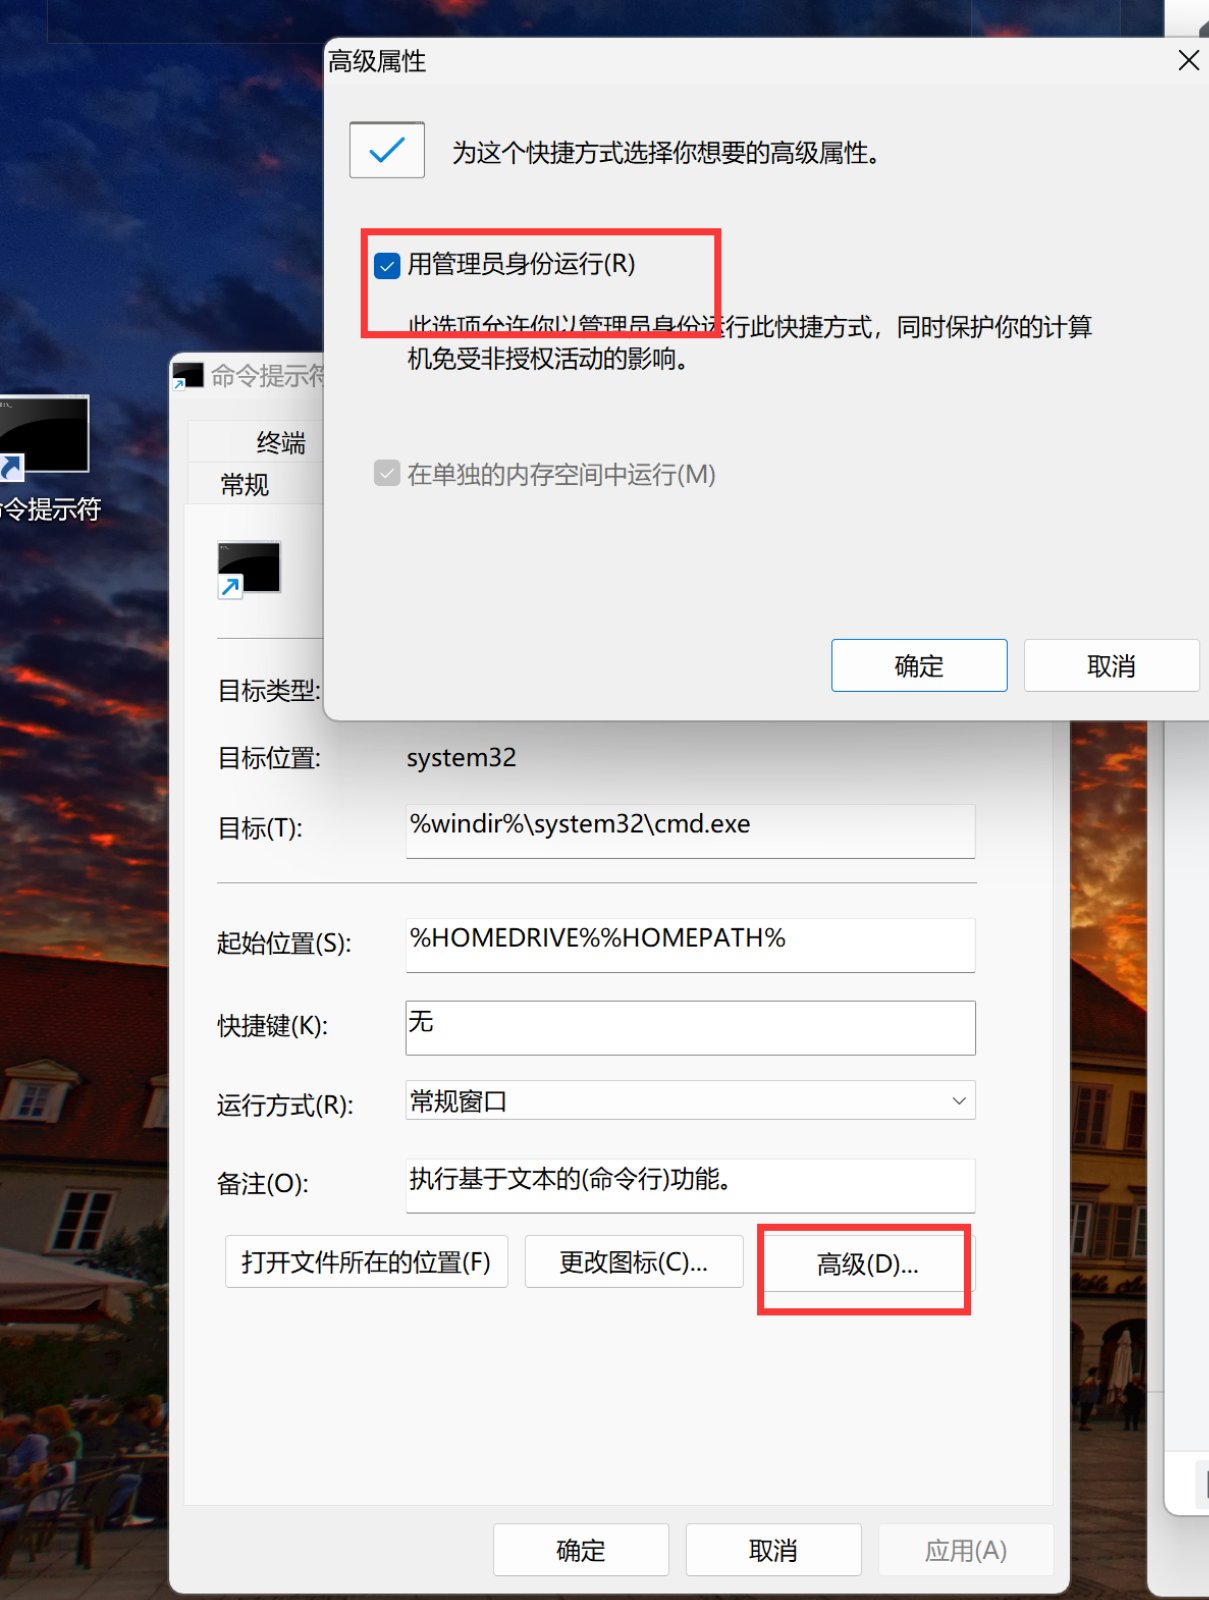 高级属性
为这个快捷方式选择你想要的高级属性。
用管理员身份运行(R)
此选项允许你以管理员身份运行此快捷方式，同时保护你的计算
机免受非授权活动的影响。
在单独的内存空间中运行(M)
确定
取消
命令提示符
令提示符
终端
常规
目标类型:
目标位置:
system32
目标(T):
%windir%\system32\cmd.exe
起始位置(S):
%HOMEDRIVE%%HOMEPATH%
快捷键(K):
无
运行方式(R):
常规窗口
备注(O):
执行基于文本的(命令行)功能。
打开文件所在的位置(F)
更改图标(C)...
高级(D)...
确定
取消
应用(A)